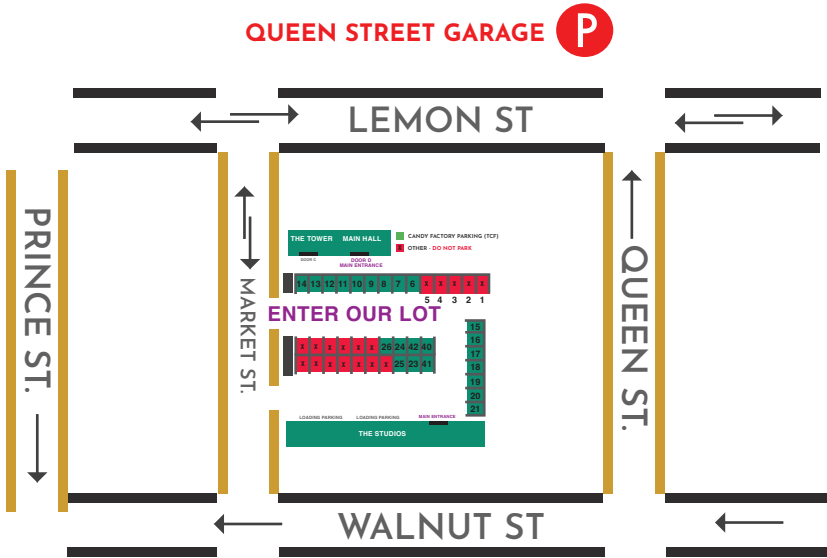 QUEEN STREET GARAGE P
LEMON ST
PRINCE ST.
MARKET ST.
QUEEN ST.
THE TOWER MAIN HALL
CANDY FACTORY PARKING (TCF)
X OTHER - DO NOT PARK
DOOR C
DOOR D
MAIN ENTRANCE
14 13 12 11 10 9 8 7 6 X X X X X
5 4 3 2 1
ENTER OUR LOT
15
16
17
18
19
20
21
X X X X X X 26 24 42 40
X X X X X X X 25 23 41
LOADING PARKING LOADING PARKING MAIN ENTRANCE
THE STUDIOS
WALNUT ST